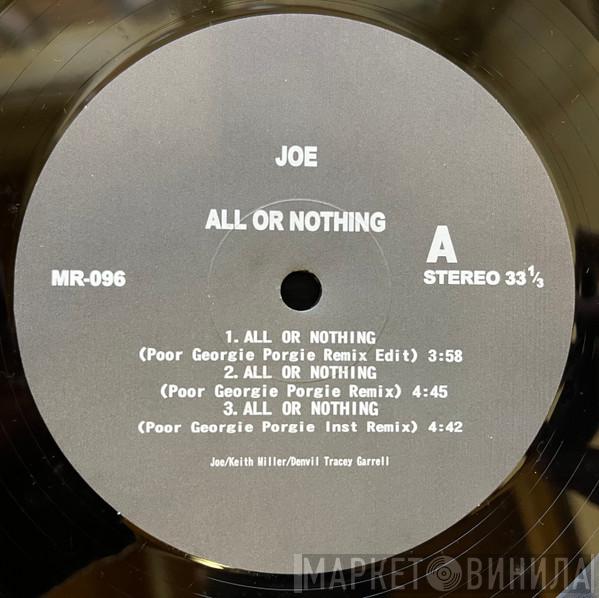 JOE
ALL OR NOTHING
A
MR-096
STEREO 33 1/3
1. ALL OR NOTHING
(Poor Georgie Porgie Remix Edit) 3:58
2. ALL OR NOTHING
(Poor Georgie Porgie Remix) 4:45
3. ALL OR NOTHING
(Poor Georgie Porgie Inst Remix) 4:42
Joe/Keith Miller/Denvil Tracey Garrell
МАРКЕТ ВИНИЛА